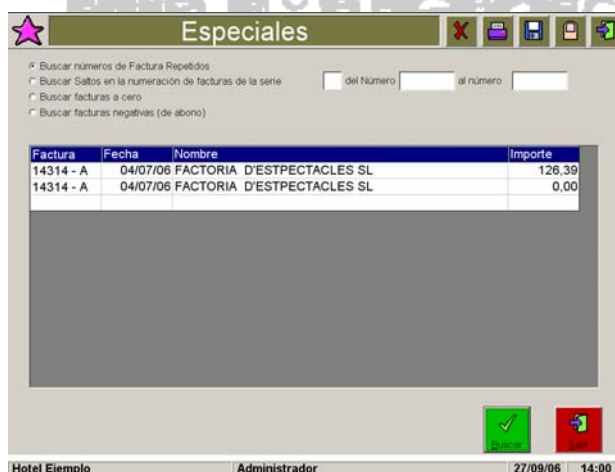 Especiales
Buscar números de Factura Repetidos
Buscar Saltos en la numeración de facturas de la serie del Número al número
Buscar facturas a cero
Buscar facturas negativas (de abono)
Factura Fecha Nombre Importe
14314 - A 04/07/06 FACTORIA D'ESTPECTACLES SL 126,39
14314 - A 04/07/06 FACTORIA D'ESTPECTACLES SL 0,00
Buscar Salir
Hotel Ejemplo Administrador 27/09/06 14:00